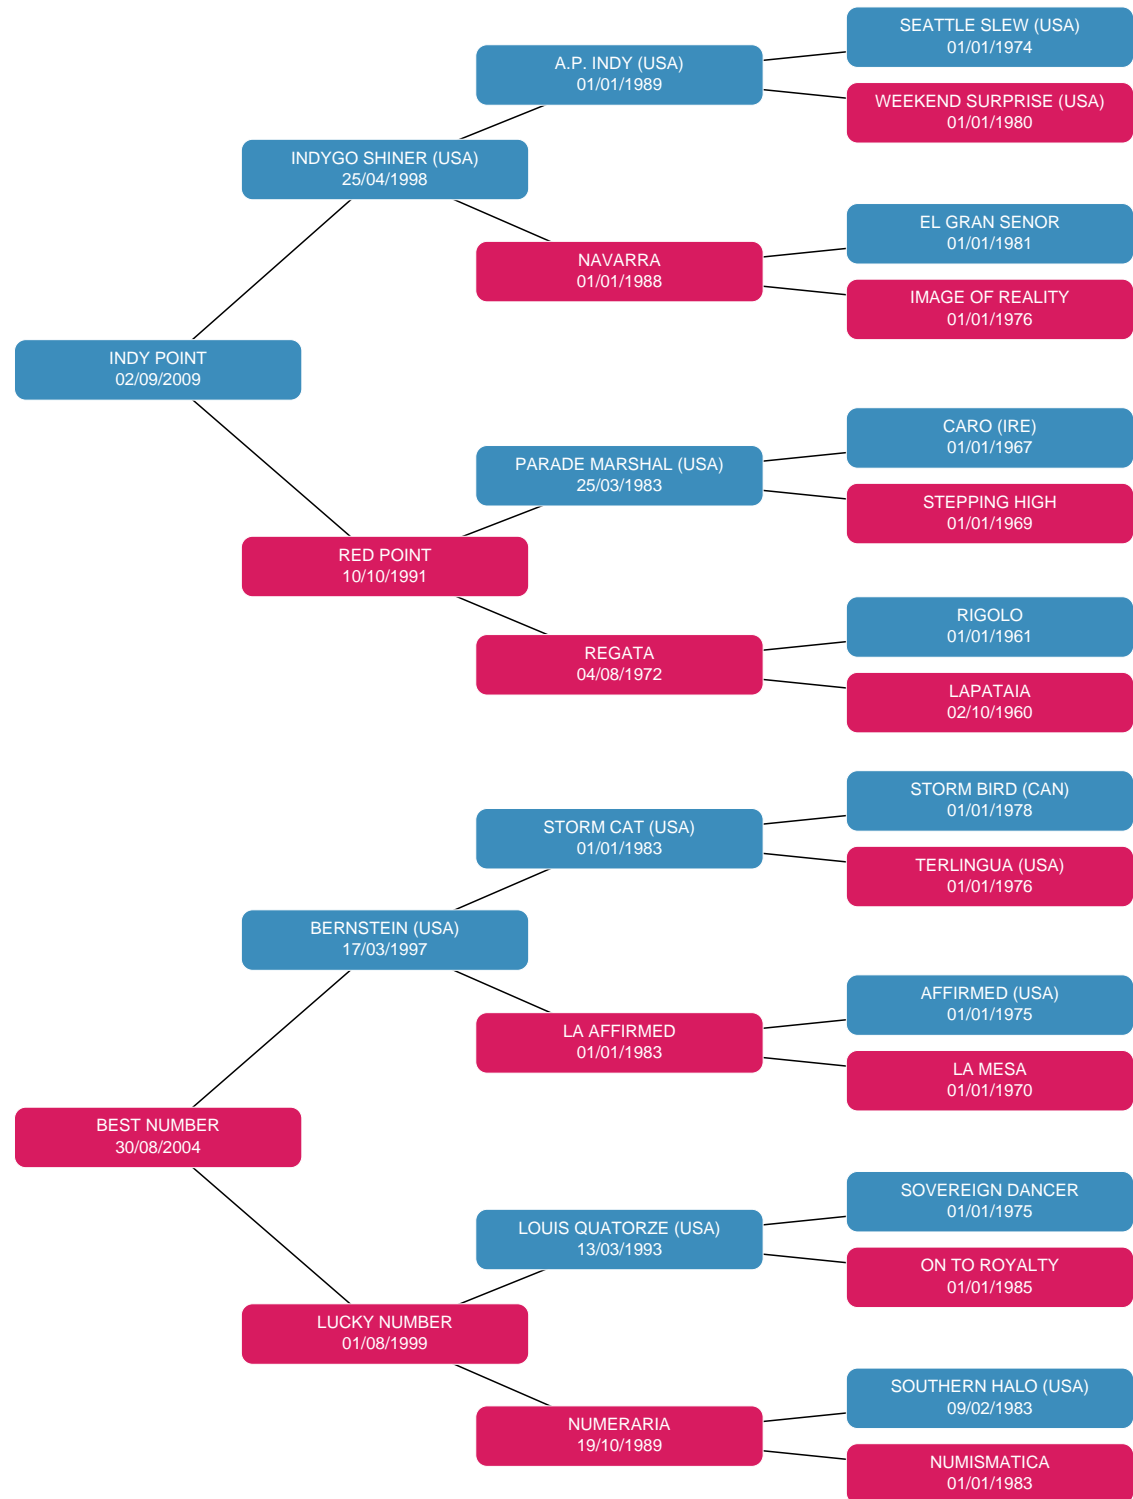 SEATTLE SLEW (USA)
01/01/1974
A.P. INDY (USA)
01/01/1989
WEEKEND SURPRISE (USA)
01/01/1980
INDYGO SHINER (USA)
25/04/1998
EL GRAN SENOR
01/01/1981
NAVARRA
01/01/1988
IMAGE OF REALITY
01/01/1976
INDY POINT
02/09/2009
CARO (IRE)
01/01/1967
PARADE MARSHAL (USA)
25/03/1983
STEPPING HIGH
01/01/1969
RED POINT
10/10/1991
RIGOLO
01/01/1961
REGATA
04/08/1972
LAPATAIA
02/10/1960
STORM BIRD (CAN)
01/01/1978
STORM CAT (USA)
01/01/1983
TERLINGUA (USA)
01/01/1976
BERNSTEIN (USA)
17/03/1997
AFFIRMED (USA)
01/01/1975
LA AFFIRMED
01/01/1983
LA MESA
01/01/1970
BEST NUMBER
30/08/2004
SOVEREIGN DANCER
01/01/1975
LOUIS QUATORZE (USA)
13/03/1993
ON TO ROYALTY
01/01/1985
LUCKY NUMBER
01/08/1999
SOUTHERN HALO (USA)
09/02/1983
NUMERARIA
19/10/1989
NUMISMATICA
01/01/1983